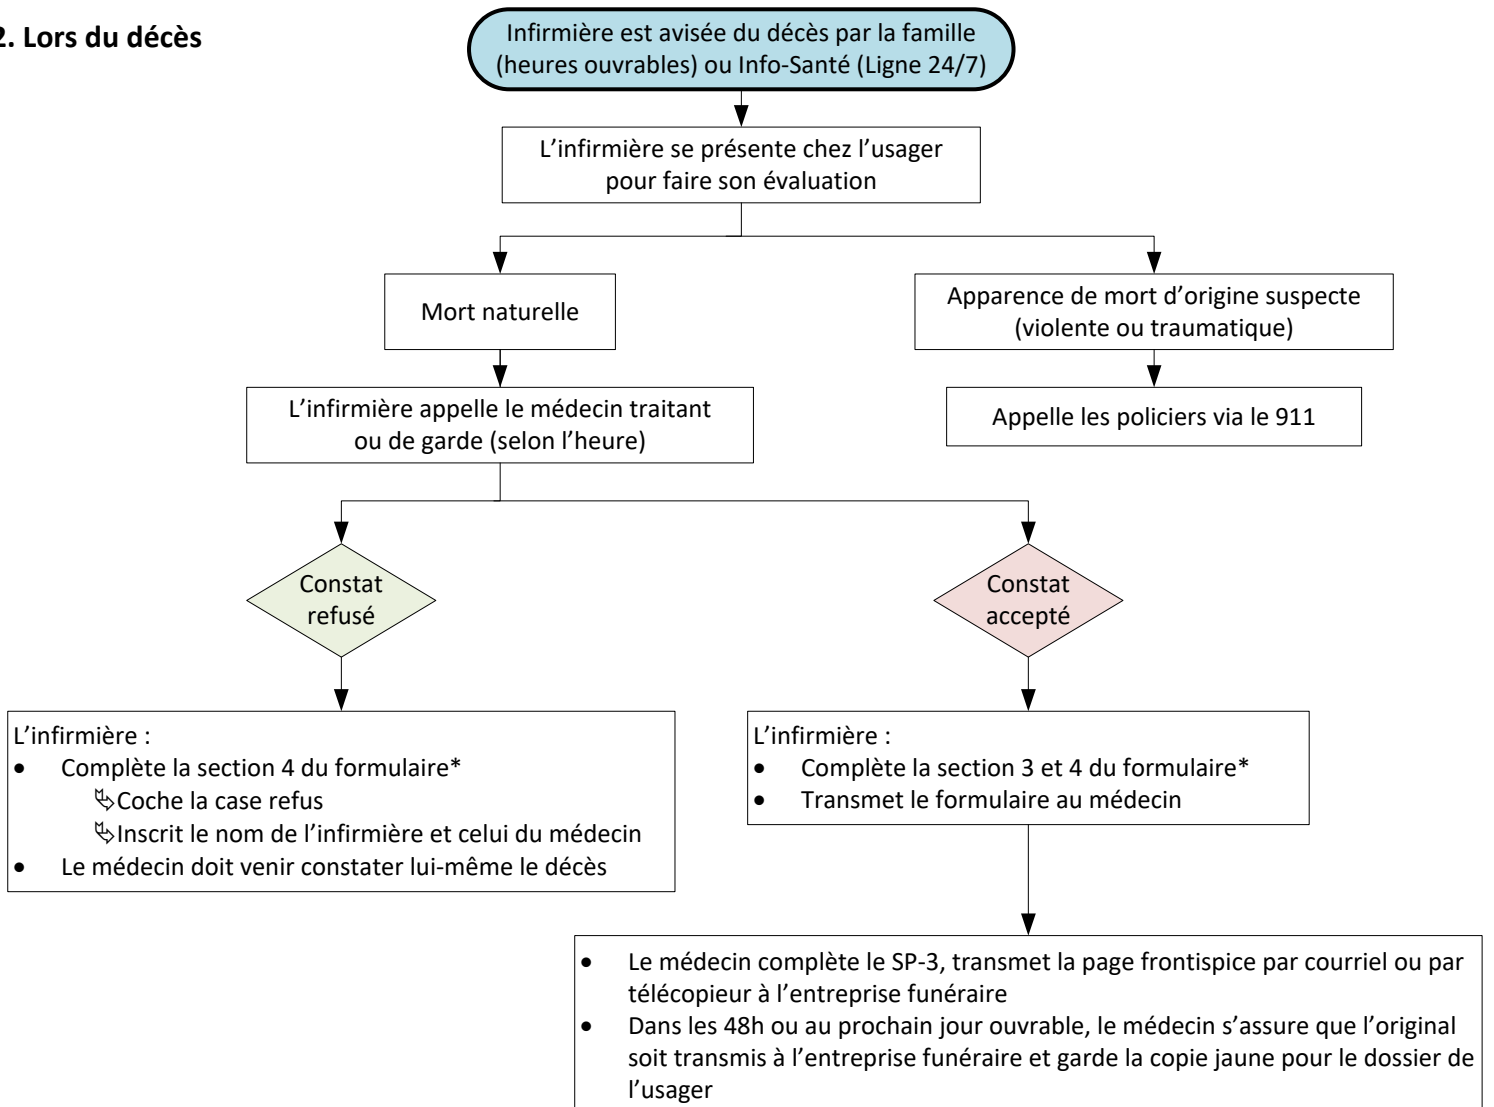 2. Lors du décès
Infirmière est avisée du décès par la famille
(heures ouvrables) ou Info-Santé (Ligne 24/7)
L’infirmière se présente chez l’usager
pour faire son évaluation
Mort naturelle
Apparence de mort d’origine suspecte
(violente ou traumatique)
L’infirmière appelle le médecin traitant
ou de garde (selon l’heure)
Appelle les policiers via le 911
Constat
refusé
Constat
accepté
L’infirmière :
• Complète la section 4 du formulaire*
↳Coche la case refus
↳Inscrit le nom de l’infirmière et celui du médecin
• Le médecin doit venir constater lui-même le décès
L’infirmière :
• Complète la section 3 et 4 du formulaire*
• Transmet le formulaire au médecin
• Le médecin complète le SP-3, transmet la page frontispice par courriel ou par
télécopieur à l’entreprise funéraire
• Dans les 48h ou au prochain jour ouvrable, le médecin s’assure que l’original
soit transmis à l’entreprise funéraire et garde la copie jaune pour le dossier de
l’usager